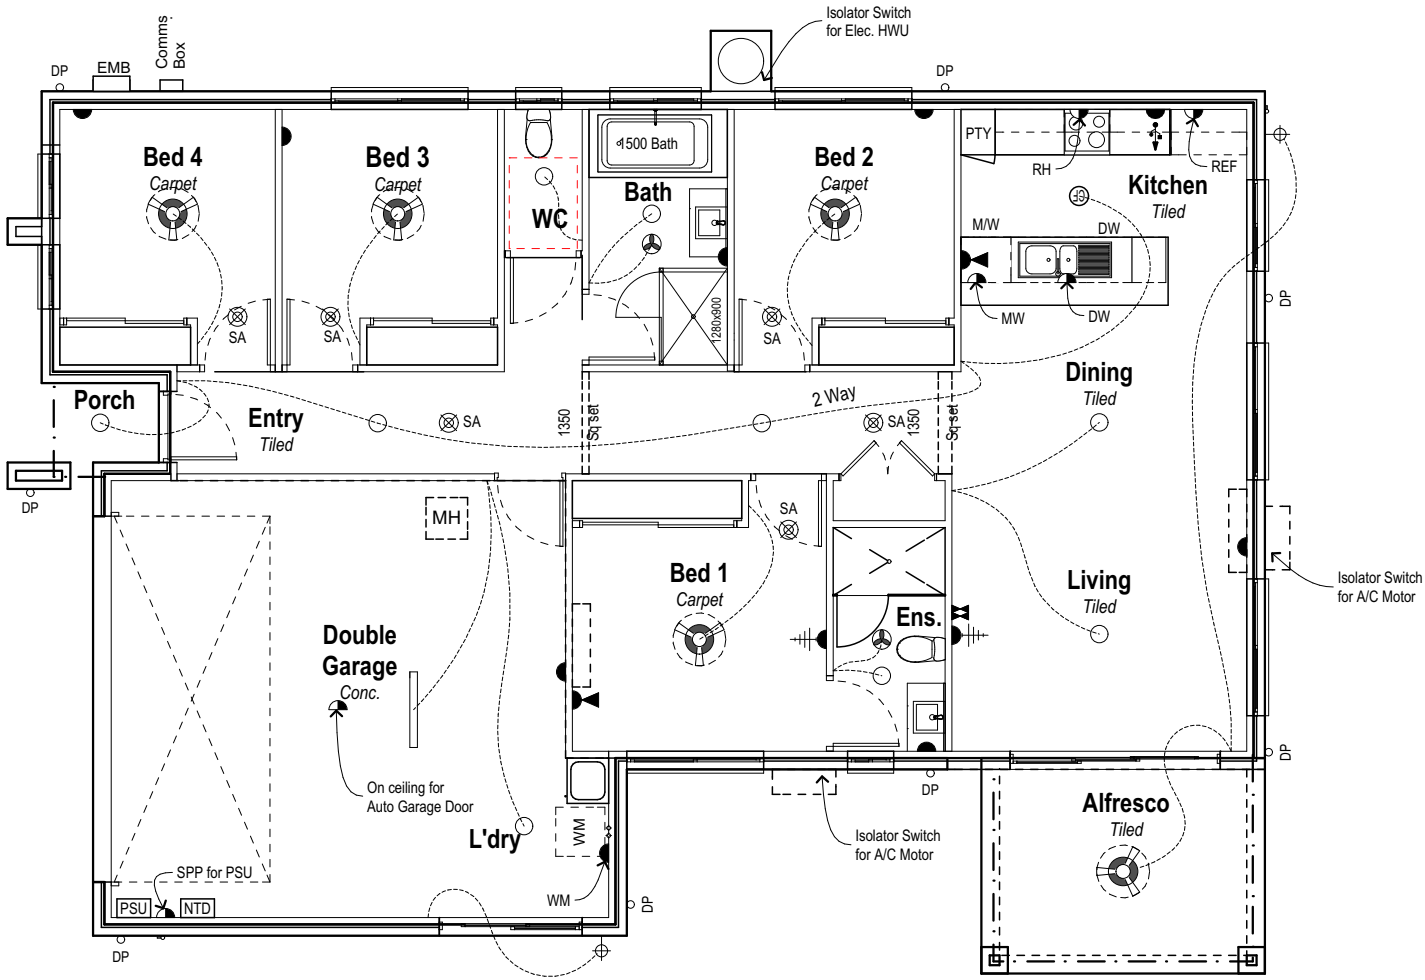 Isolator Switch
for Elec. HWU
Comms.
Box
DP
EMB
DP
Bed 4
Carpet
Bed 3
Carpet
WC
1500 Bath
Bath
Bed 2
Carpet
PTY
RH
REF
Kitchen
Tiled
GF
M/W
DW
MW
DW
DP
SA
SA
1280x900
SA
Porch
Entry
Tiled
SA
1350
Sq set
2 Way
SA
1350
Sq set
Dining
Tiled
DP
MH
SA
Bed 1
Carpet
Ens.
Living
Tiled
Isolator Switch
for A/C Motor
Double
Garage
Conc.
On ceiling for
Auto Garage Door
L'dry
WM
WM
SPP for PSU
PSU
NTD
DP
DP
DP
DP
Isolator Switch
for A/C Motor
Alfresco
Tiled